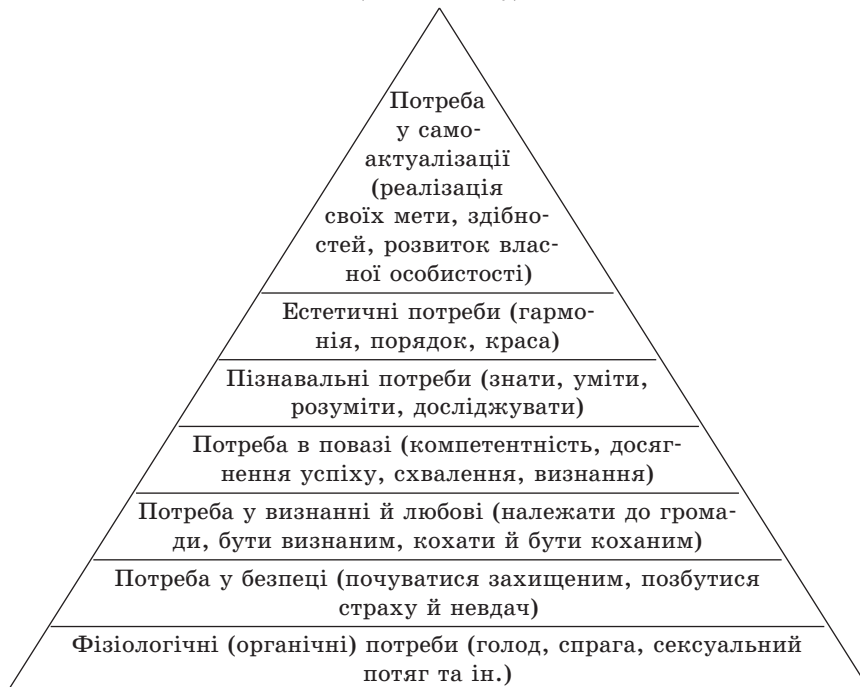 Потреба
у само-
актуалізації
(реалізація
своїх мети, здібно-
стей, розвиток влас-
ної особистості)
Естетичні потреби (гармо-
нія, порядок, краса)
Пізнавальні потреби (знати, уміти,
розуміти, досліджувати)
Потреба в повазі (компетентність, досяг-
нення успіху, схвалення, визнання)
Потреба у визнанні й любові (належати до грома-
ди, бути визнаним, кохати й бути коханим)
Потреба у безпеці (почуватися захищеним, позбутися
страху й невдач)
Фізіологічні (органічні) потреби (голод, спрага, сексуальний
потяг та ін.)